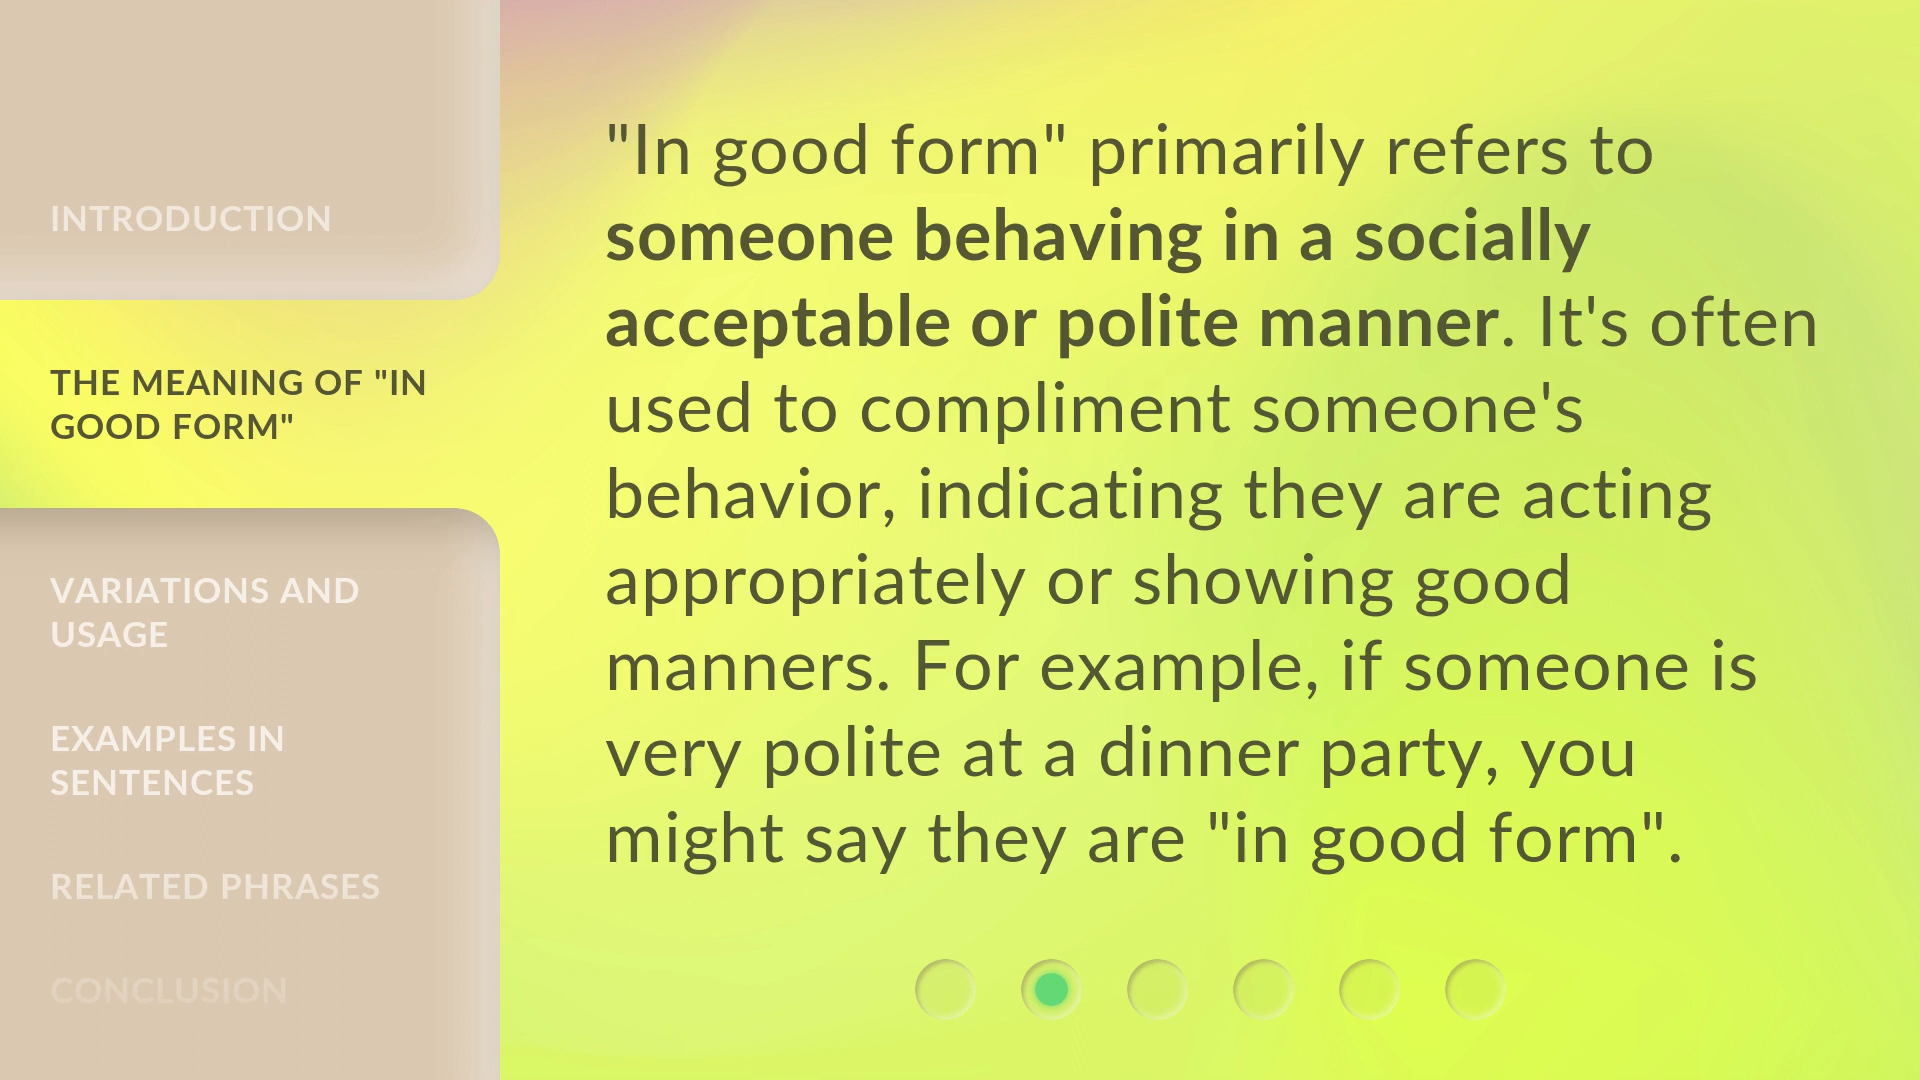 INTRODUCTION
THE MEANING OF "IN
GOOD FORM"
VARIATIONS AND
USAGE
EXAMPLES IN
SENTENCES
RELATED PHRASES
CONCLUSION
"In good form" primarily refers to
someone behaving in a socially
acceptable or polite manner. It's often
used to compliment someone's
behavior, indicating they are acting
appropriately or showing good
manners. For example, if someone is
very polite at a dinner party, you
might say they are "in good form".